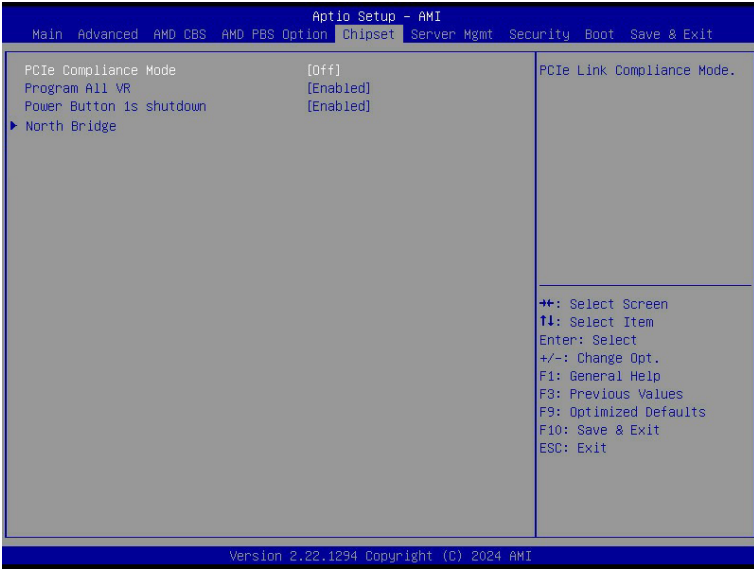 Aptio Setup – AMI
Main Advanced AMD CBS AMD PBS Option Chipset Server Mgmt Security Boot Save & Exit
PCIe Compliance Mode [Off]
Program All VR [Enabled]
Power Button 1s shutdown [Enabled]
▶ North Bridge
PCIe Link Compliance Mode.
→←: Select Screen
↑↓: Select Item
Enter: Select
+/-: Change Opt.
F1: General Help
F3: Previous Values
F9: Optimized Defaults
F10: Save & Exit
ESC: Exit
Version 2.22.1294 Copyright (C) 2024 AMI